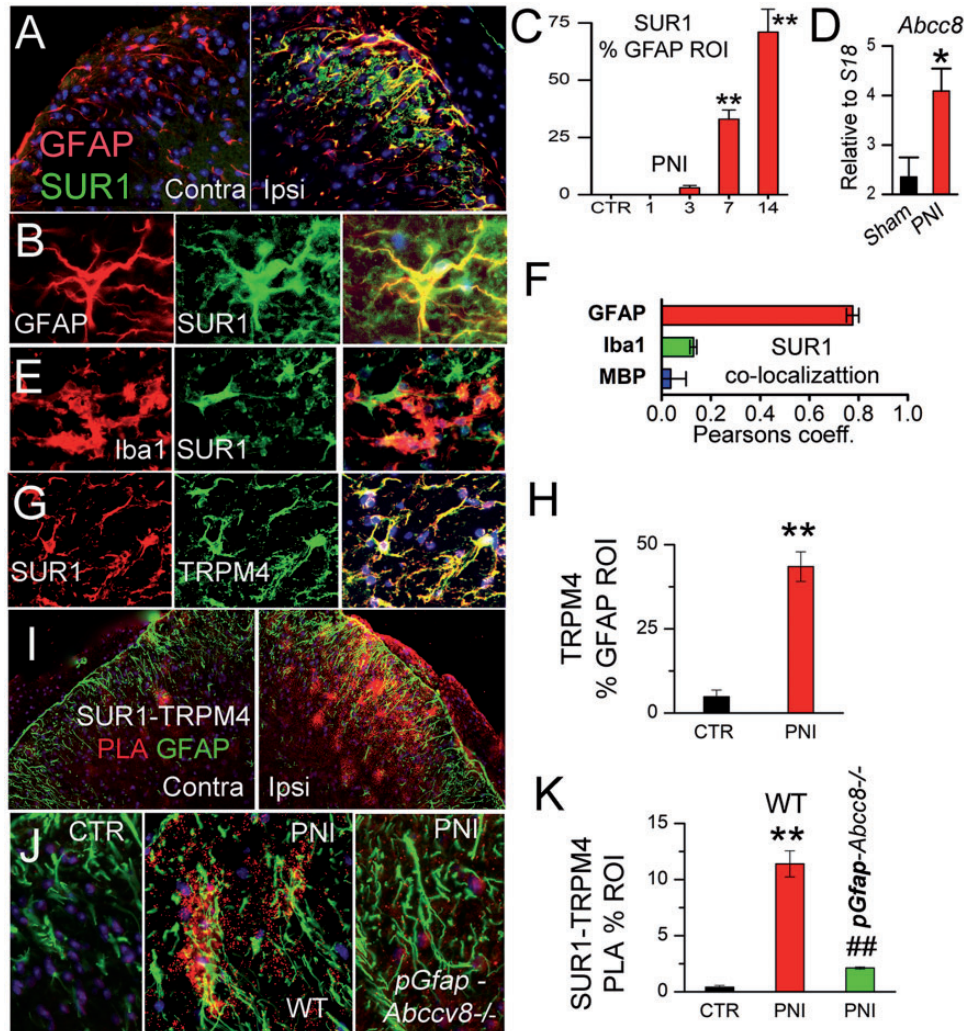 A
GFAP
SUR1
Contra
Ipsi
B
GFAP
SUR1
E
Iba1
SUR1
G
SUR1
TRPM4
I
SUR1-TRPM4
PLA GFAP
Contra
Ipsi
J
CTR
PNI
WT
PNI
pGfap -
Abccv8-/-
C
SUR1
% GFAP ROI
75
50
25
0
**
**
PNI
CTR 1 3 7 14
D
Abcc8
Relative to S18
5
4
3
2
*
Sham
PNI
F
GFAP
Iba1
MBP
SUR1
co-localizattion
0.0 0.2 0.4 0.6 0.8 1.0
Pearsons coeff.
H
TRPM4
% GFAP ROI
50
25
0
**
CTR PNI
K
SUR1-TRPM4
PLA % ROI
15
10
5
0
WT
**
pGfap-Abcc8-/-
##
CTR PNI PNI